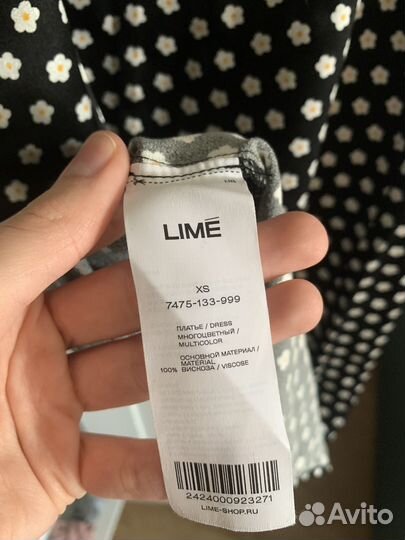 LIMÉ
XS
7475-133-999
ПЛАТЬЕ / DRESS
МНОГОЦВЕТНЫЙ /
MULTICOLOR
ОСНОВНОЙ МАТЕРИАЛ /
MATERIAL
100% ВИСКОЗА / VISCOSE
2424000923271
LIME-SHOP.RU
Avito